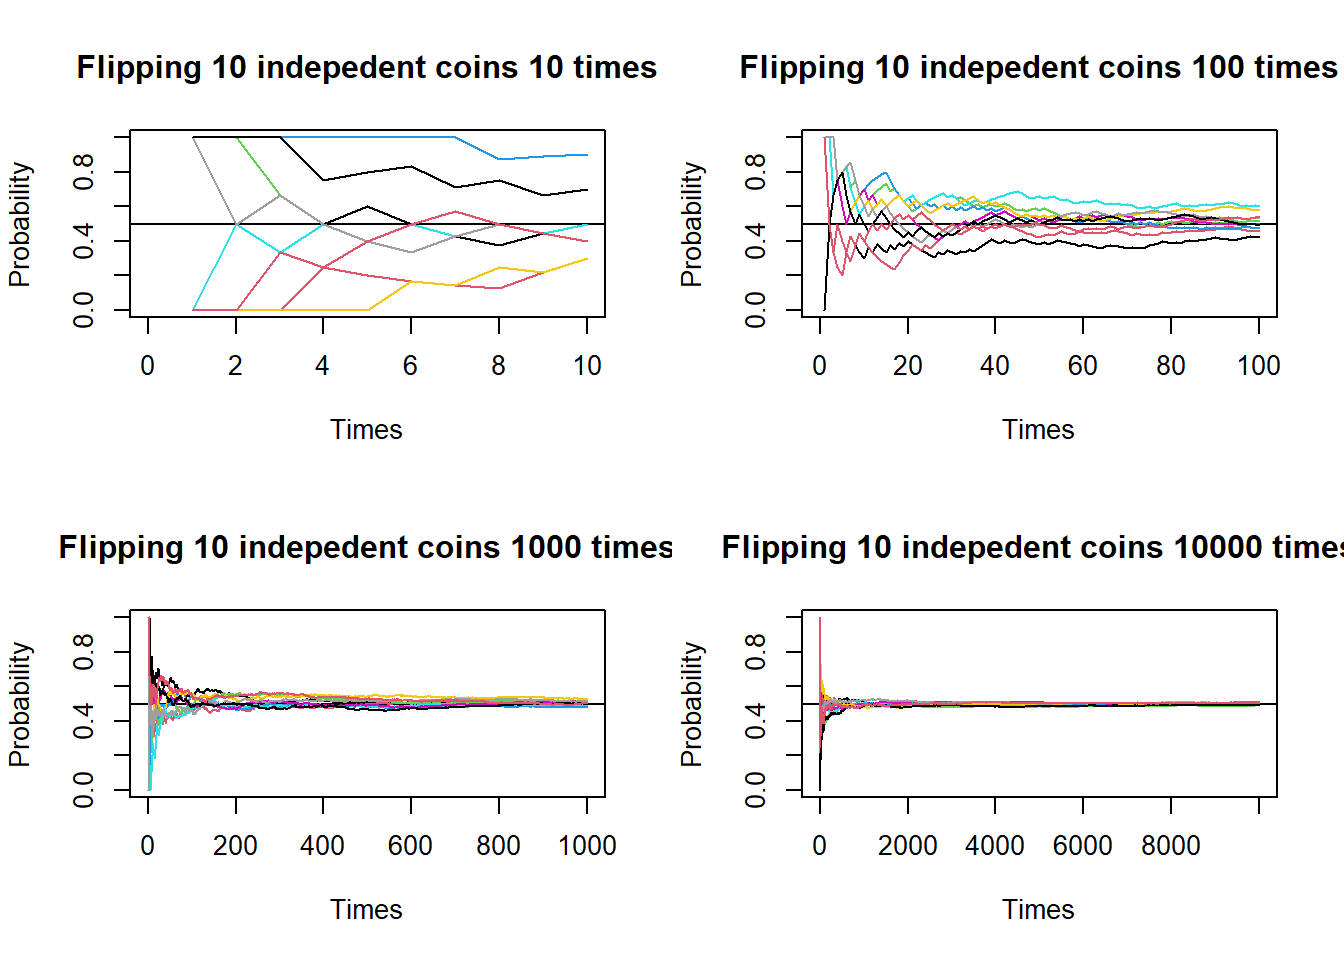 Flipping 10 indepedent coins 10 times
Probability
0.0 0.4 0.8
0 2 4 6 8 10
Times
Flipping 10 indepedent coins 100 times
Probability
0.0 0.4 0.8
0 20 40 60 80 100
Times
Flipping 10 indepedent coins 1000 times
Probability
0.0 0.4 0.8
0 200 400 600 800 1000
Times
Flipping 10 indepedent coins 10000 times
Probability
0.0 0.4 0.8
0 2000 4000 6000 8000
Times